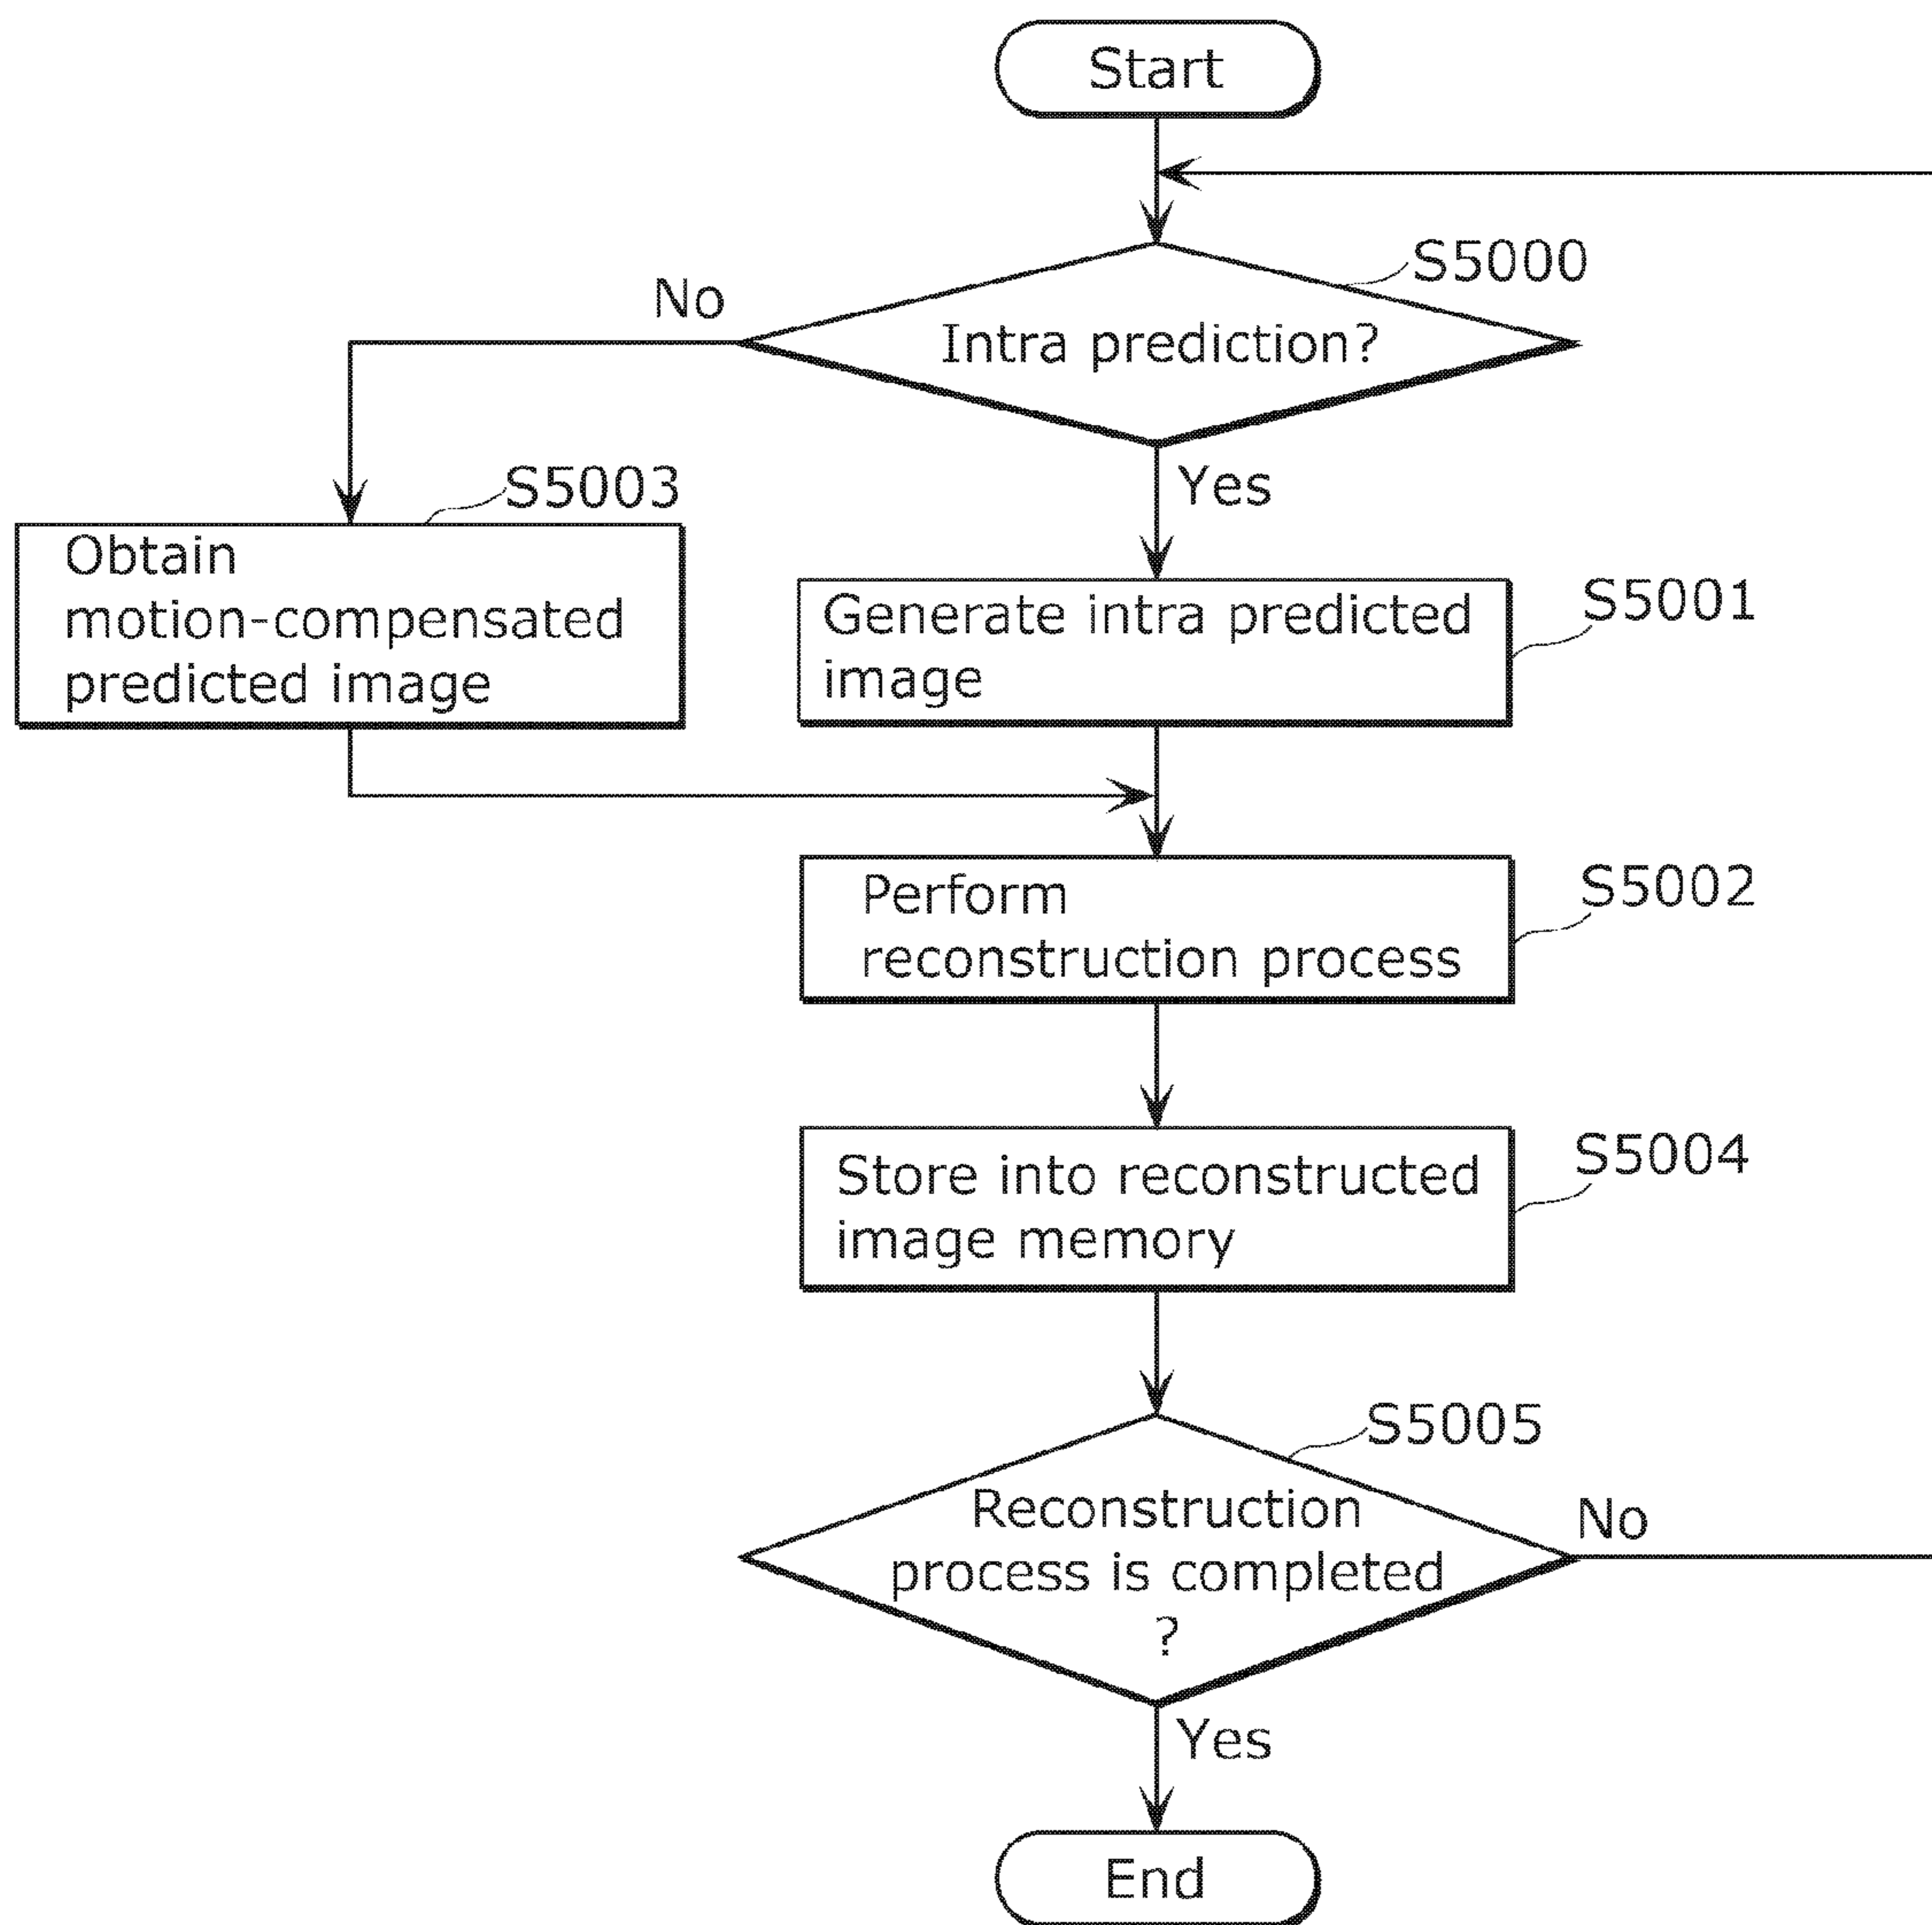 Start
S5000
No
Intra prediction?
Yes
S5003
Obtain
motion-compensated
predicted image
S5001
Generate intra predicted
image
S5002
Perform
reconstruction process
S5004
Store into reconstructed
image memory
S5005
Reconstruction
process is completed
?
No
Yes
End